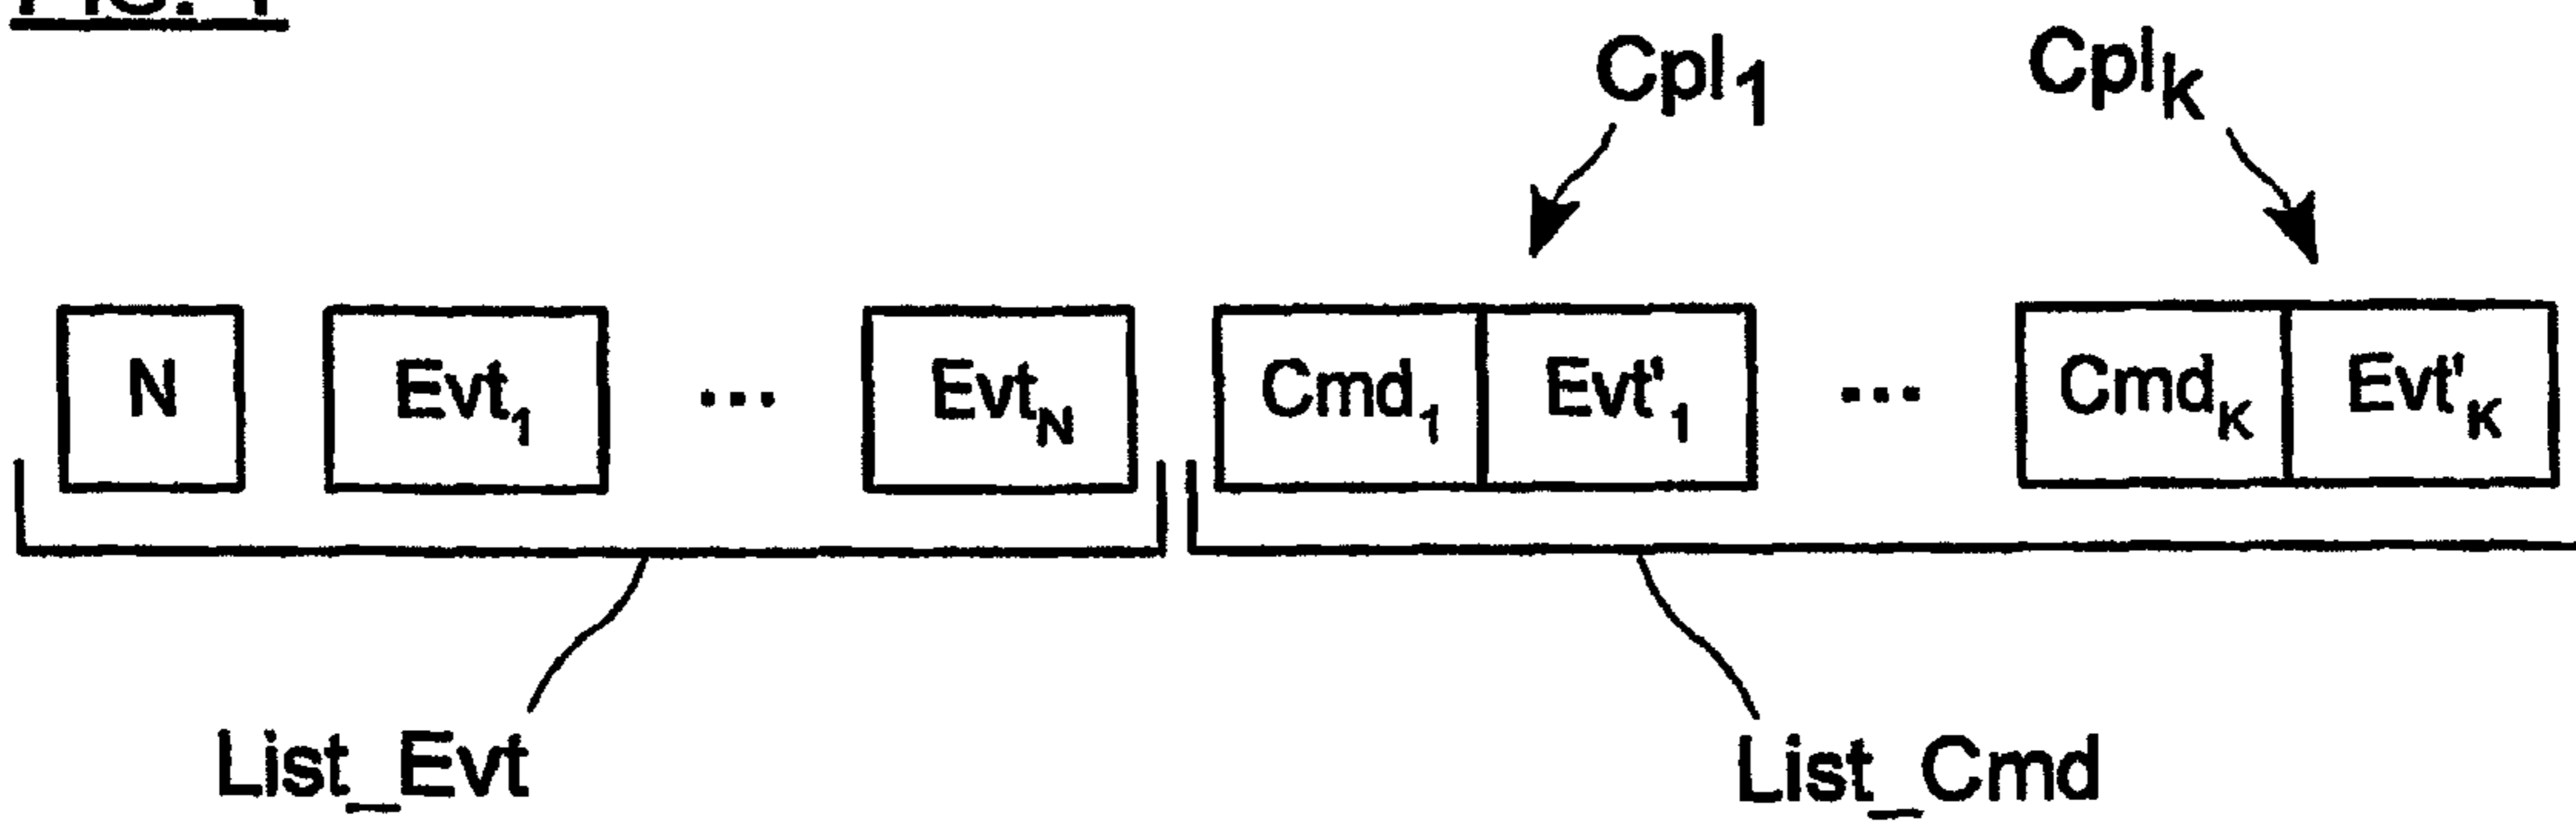 Cpl1 CplK
N Evt1 ... EvtN Cmd1 Evt'1 ... CmdK Evt'K
List_Evt List_Cmd